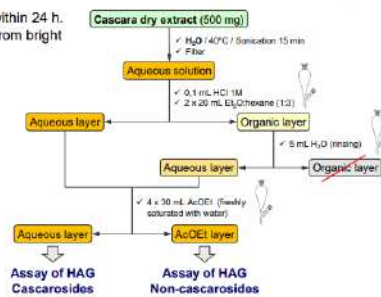 within 24 h.
from bright
Cascara dry extract (500 mg)
✓ H₂O / 40°C / Sonication 15 min
✓ Filter
Aqueous solution
✓ 0,1 mL HCl 1M
✓ 2 x 20 mL Et₂O:hexane (1:3)
Aqueous layer
Organic layer
✓ 5 mL H₂O (rinsing)
Aqueous layer
Organic layer
✓ 4 x 30 mL AcOEt (freshly
saturated with water)
Aqueous layer
AcOEt layer
Assay of HAG
Cascarosides
Assay of HAG
Non-cascarosides